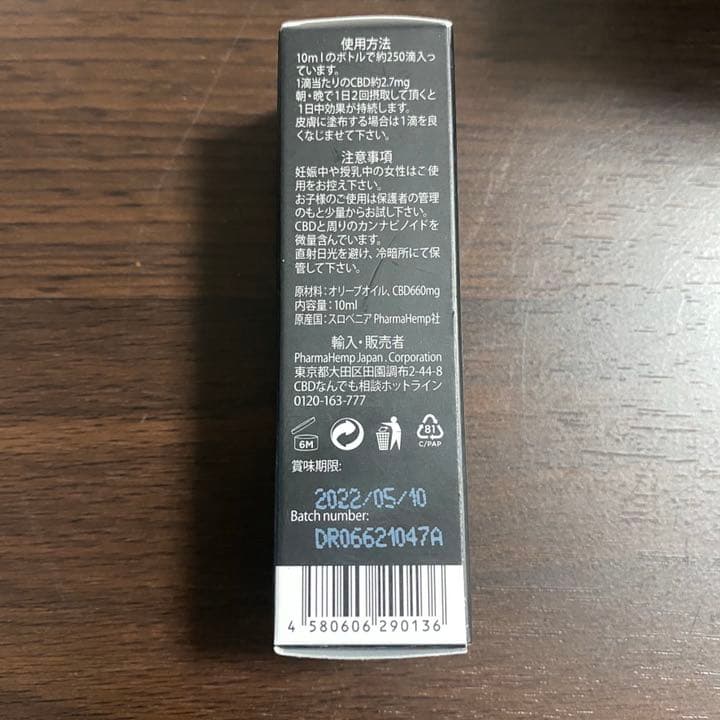 使用方法
10mlのボトルで約250滴入っ
ています。
1滴当たりのCBD約2.7mg
朝・晩で1日2回摂取して頂くと
1日中効果が持続します。
皮膚に塗布する場合は1滴を良
くなじませて下さい。
注意事項
妊娠中や授乳中の女性はご使
用をお控え下さい。
お子様のご使用は保護者の管理
のもと少量からお試し下さい。
CBDと周りのカンナビノイドを
微量含んでいます。
直射日光を避け、冷暗所にて保
管して下さい。
原材料：オリーブオイル、CBD660mg
内容量：10ml
原産国：スロベニア PharmaHemp社
輸入・販売者
PharmaHemp Japan . Corporation
東京都大田区田園調布2-44-8
CBDなんでも相談ホットライン
0120-163-777
6M
81
C/PAP
賞味期限:
2022/05/10
Batch number:
DR06621047A
4 580606 290136